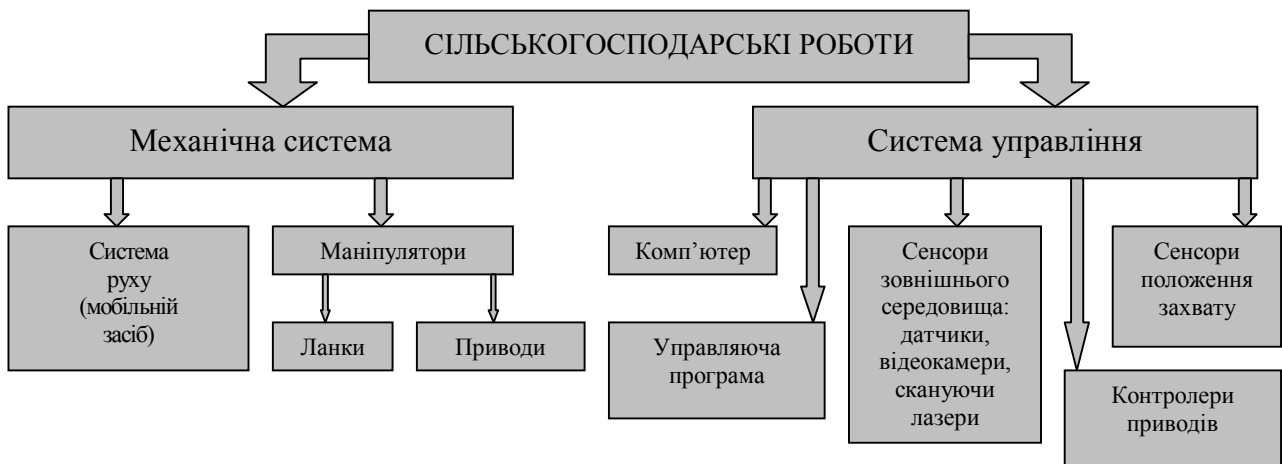 СІЛЬСЬКОГОСПОДАРСЬКІ РОБОТИ
Механічна система
Система управління
Система
руху
(мобільній
засіб)
Маніпулятори
Ланки
Приводи
Комп’ютер
Управляюча
програма
Сенсори
зовнішнього
середовища:
датчики,
відеокамери,
скануючи
лазери
Контролери
приводів
Сенсори
положення
захвату